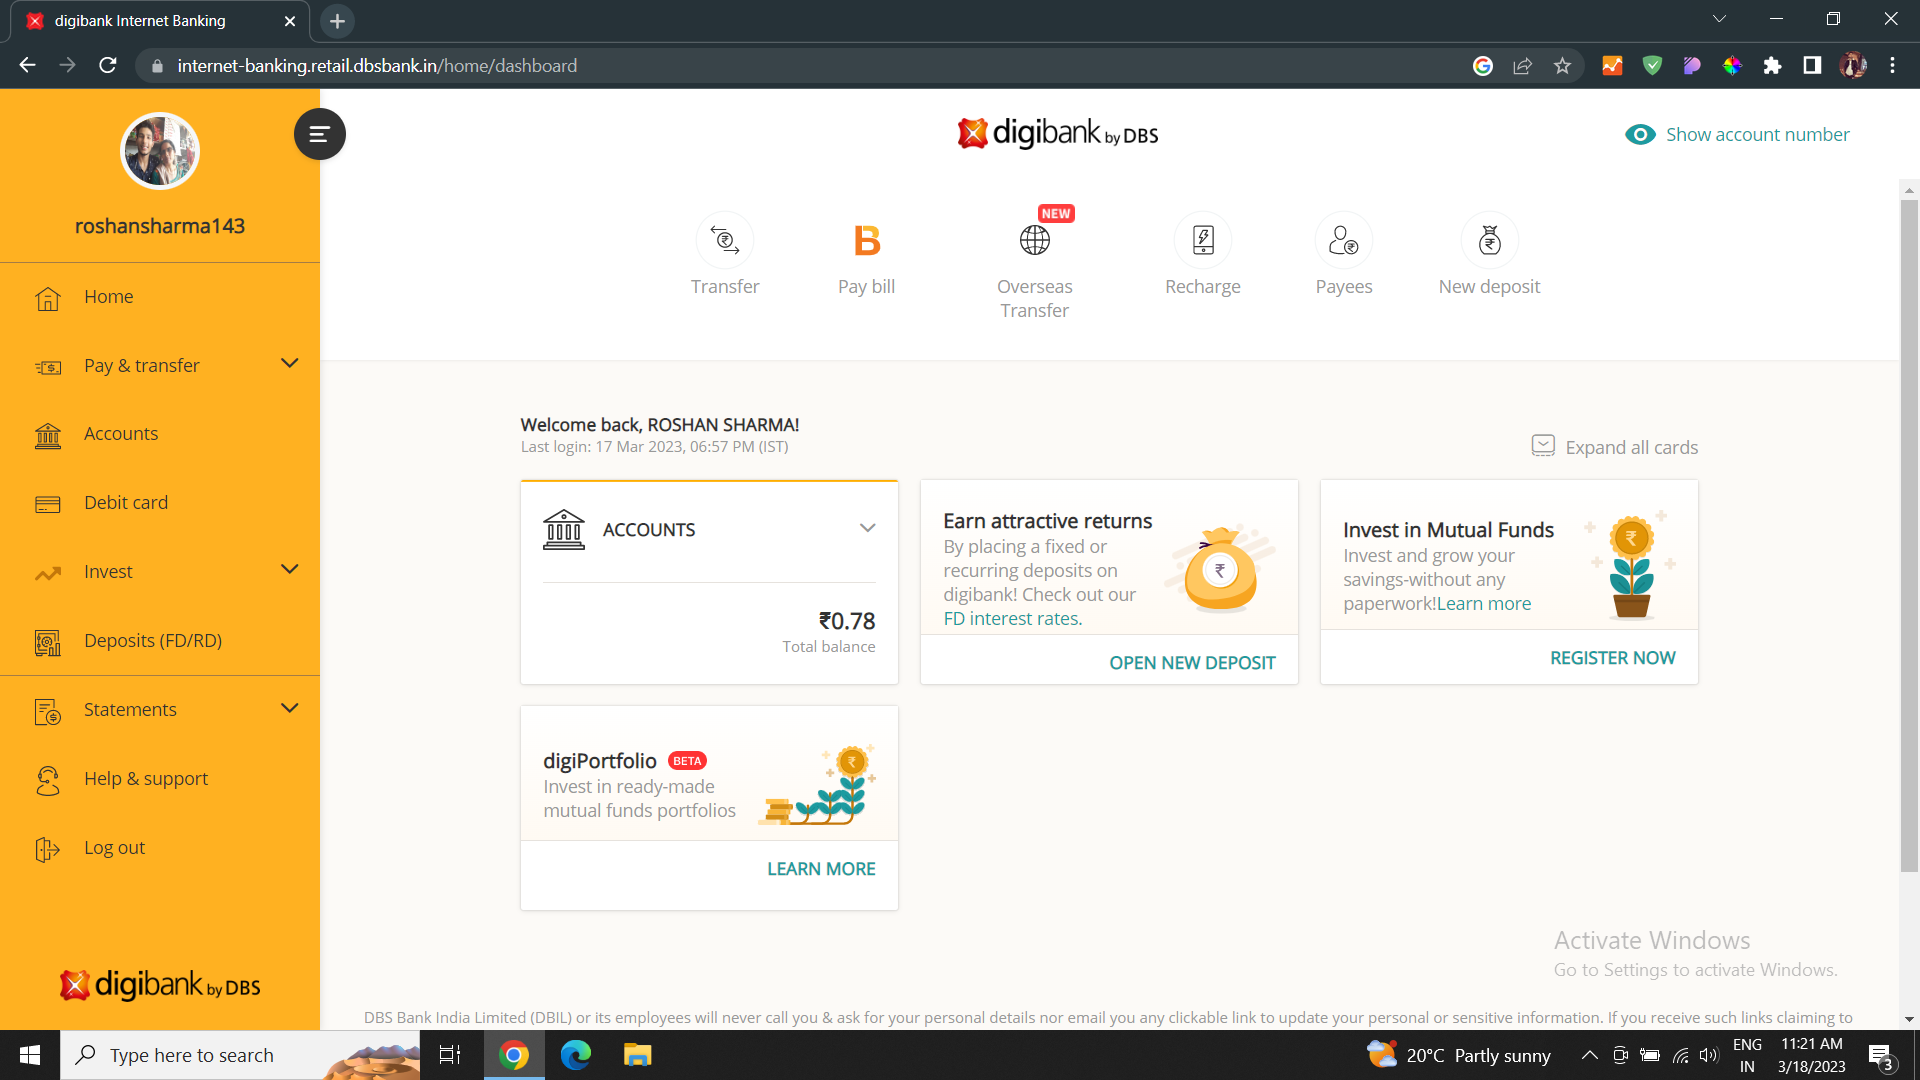 digibank Internet Banking
internet-banking.retail.dbsbank.in/home/dashboard
roshansharma143
Home
Pay & transfer
Accounts
Debit card
Invest
Deposits (FD/RD)
Statements
Help & support
Log out
digibank by DBS
digibank by DBS
Show account number
Transfer
Pay bill
NEW
Overseas
Transfer
Recharge
Payees
New deposit
Welcome back, ROSHAN SHARMA!
Last login: 17 Mar 2023, 06:57 PM (IST)
Expand all cards
ACCOUNTS
₹0.78
Total balance
Earn attractive returns
By placing a fixed or
recurring deposits on
digibank! Check out our
FD interest rates.
OPEN NEW DEPOSIT
Invest in Mutual Funds
Invest and grow your
savings-without any
paperwork!Learn more
REGISTER NOW
digiPortfolio BETA
Invest in ready-made
mutual funds portfolios
LEARN MORE
Activate Windows
Go to Settings to activate Windows.
DBS Bank India Limited (DBIL) or its employees will never call you & ask for your personal details nor email you any clickable link to update your personal or sensitive information. If you receive such links claiming to
Type here to search
20°C Partly sunny
ENG
IN
11:21 AM
3/18/2023
3